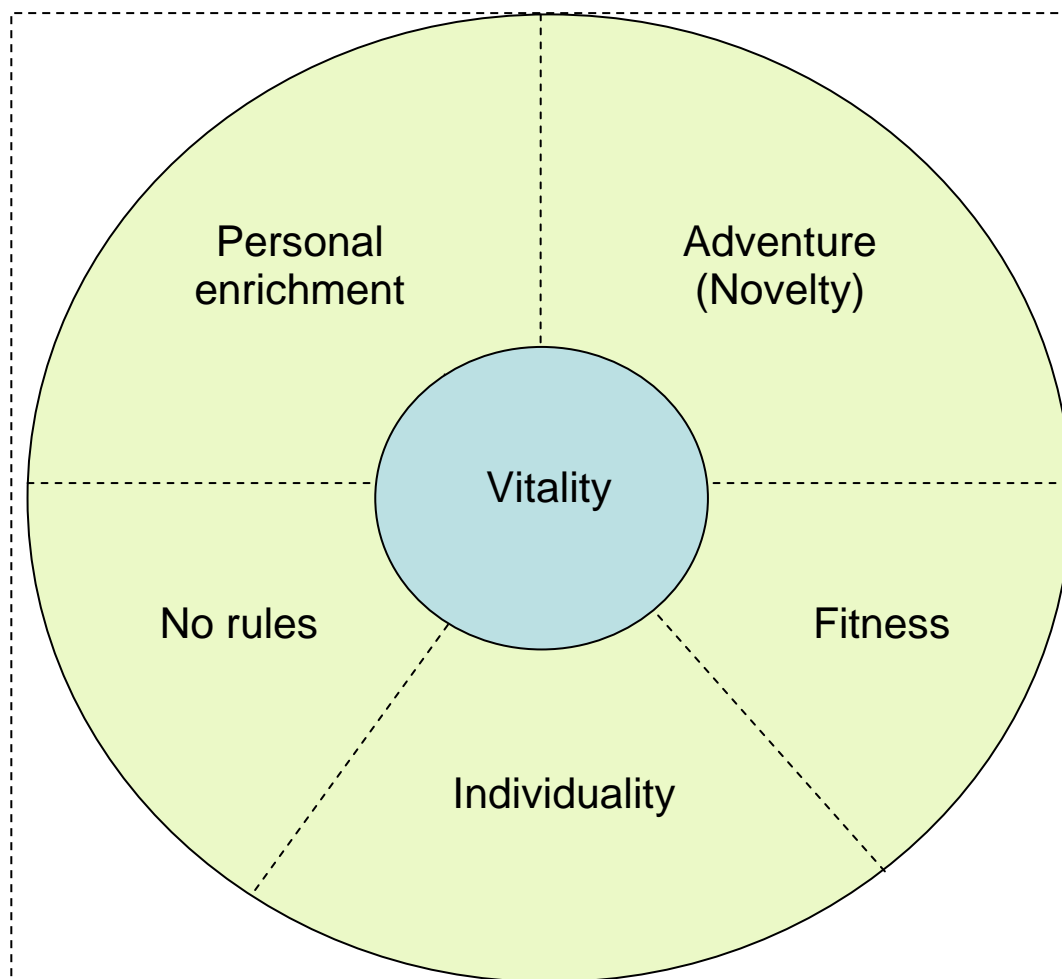 Personal
enrichment
Adventure
(Novelty)
Vitality
No rules
Fitness
Individuality